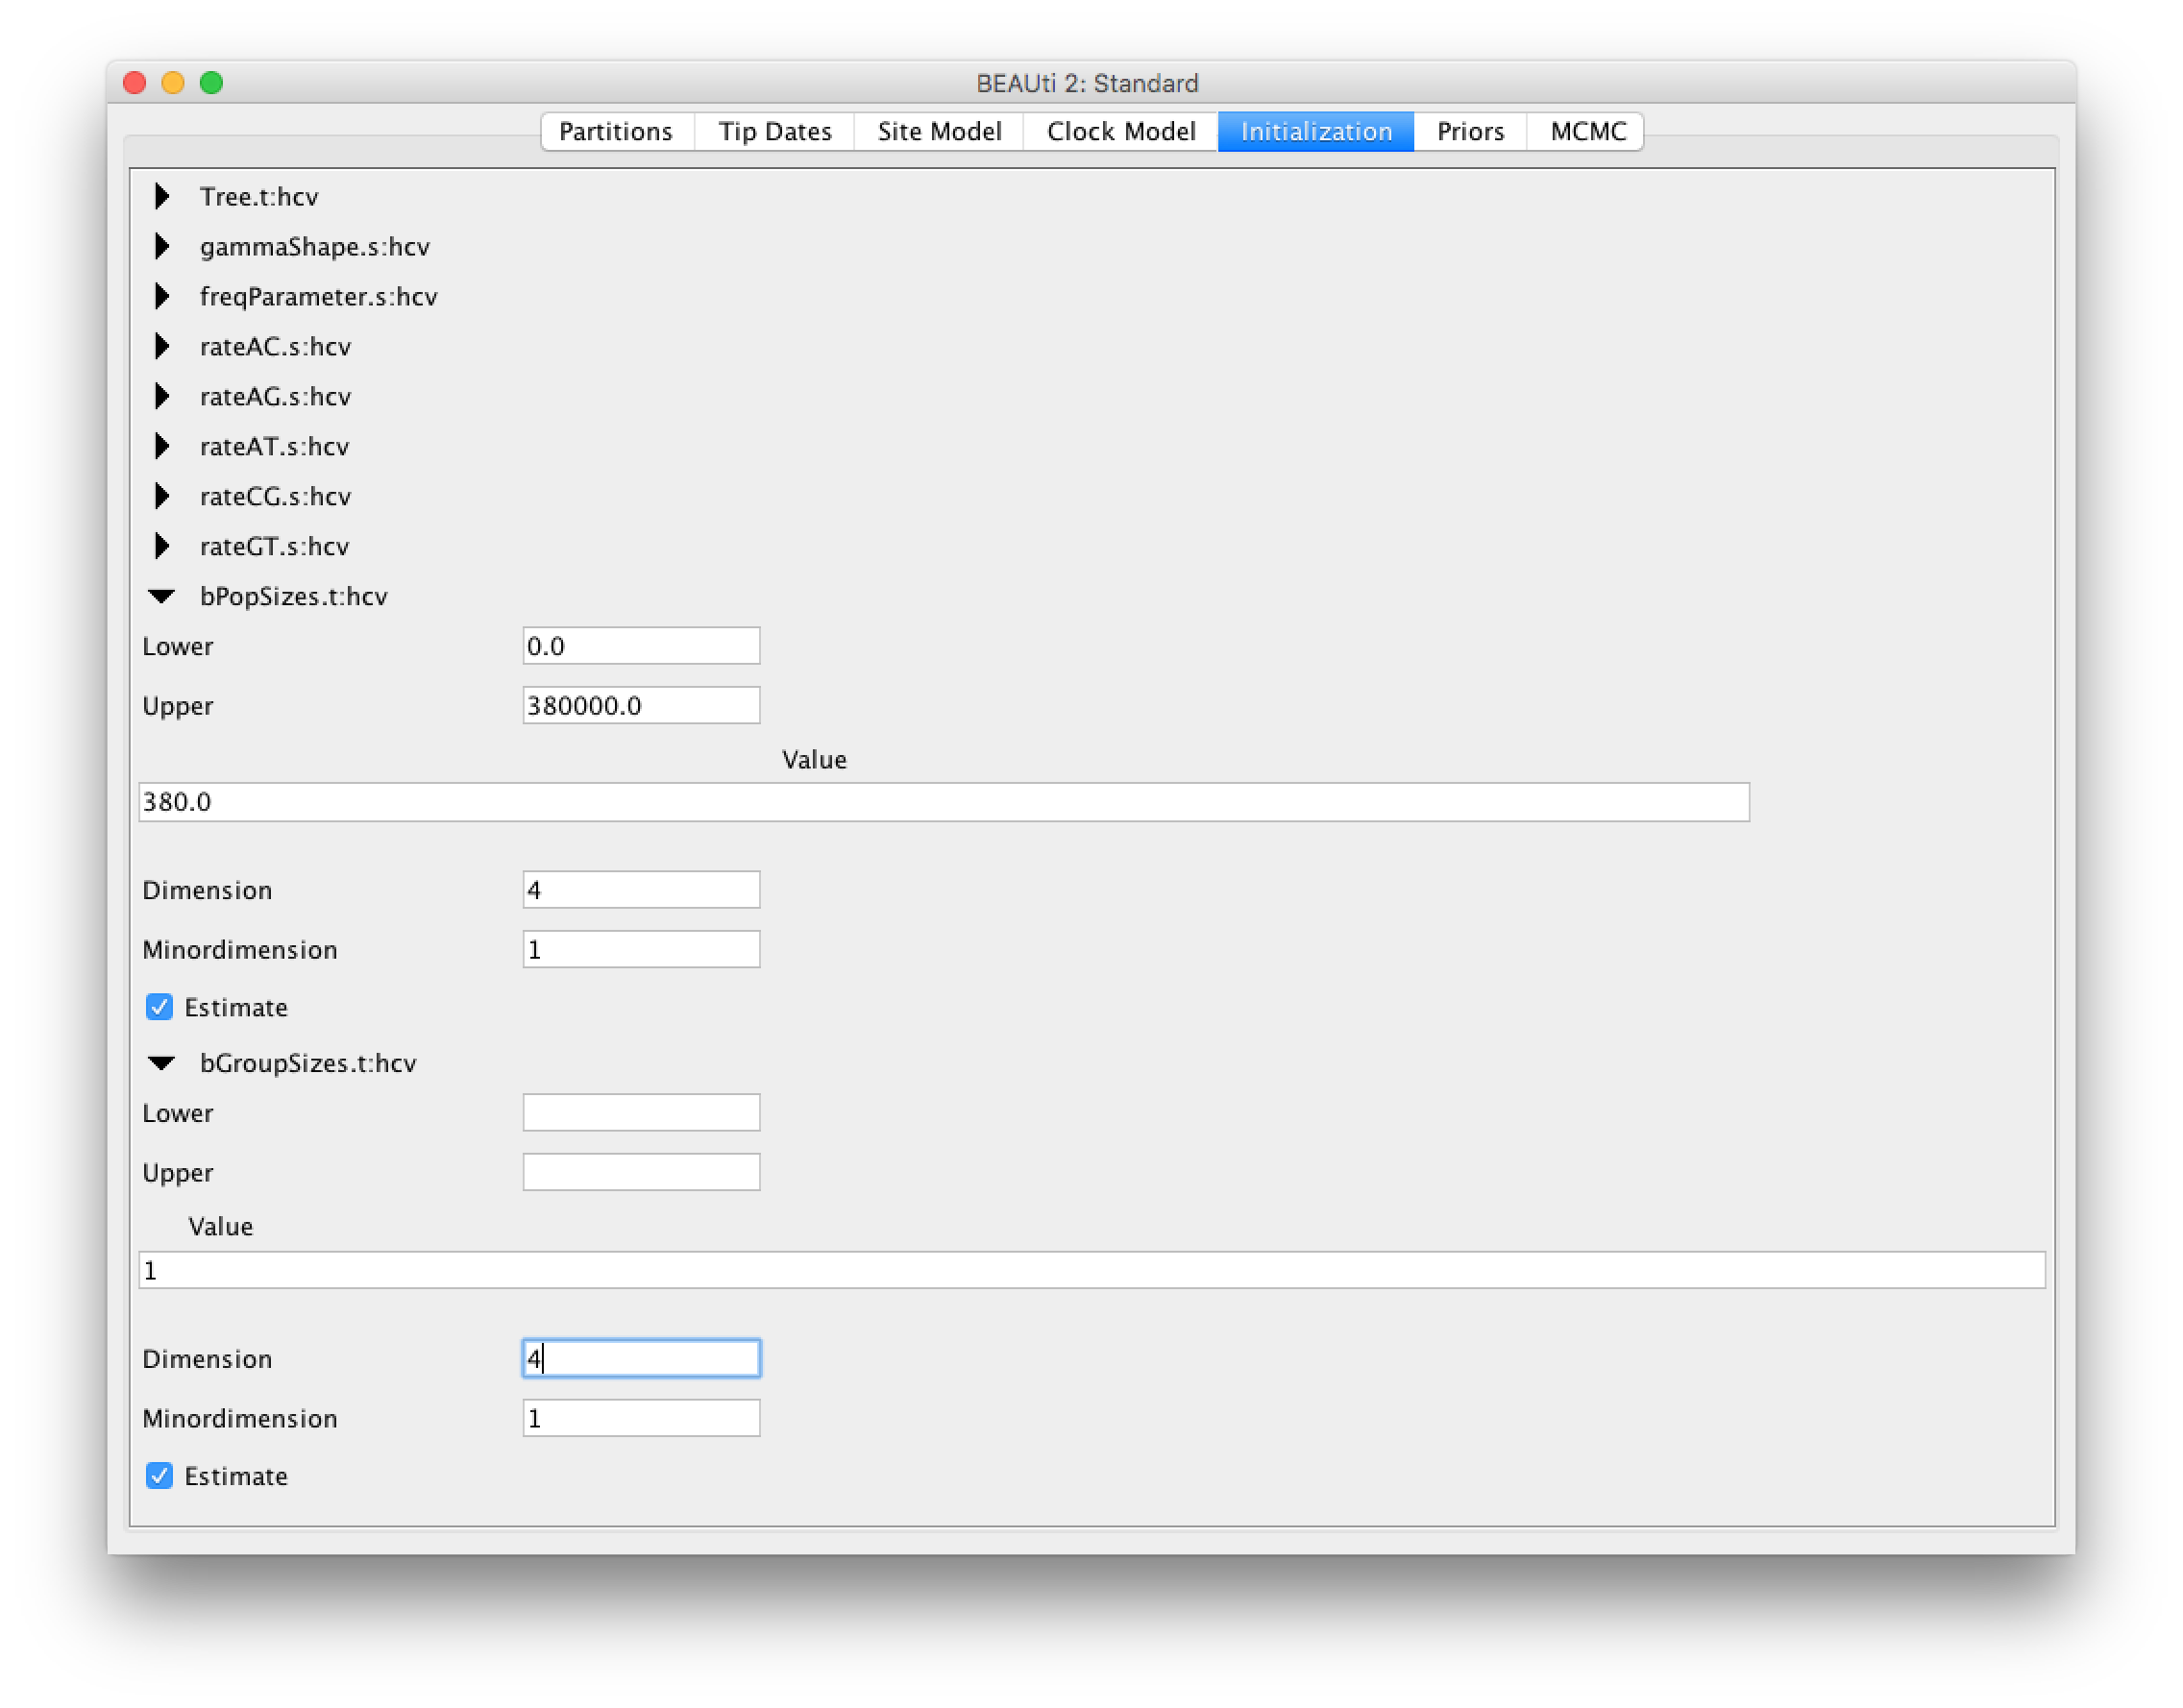 BEAUti 2: Standard
Partitions Tip Dates Site Model Clock Model Initialization Priors MCMC
Tree.t:hcv
gammaShape.s:hcv
freqParameter.s:hcv
rateAC.s:hcv
rateAG.s:hcv
rateAT.s:hcv
rateCG.s:hcv
rateGT.s:hcv
bPopSizes.t:hcv
Lower 0.0
Upper 380000.0
Value
380.0
Dimension 4
Minordimension 1
Estimate
bGroupSizes.t:hcv
Lower
Upper
Value
1
Dimension 4
Minordimension 1
Estimate